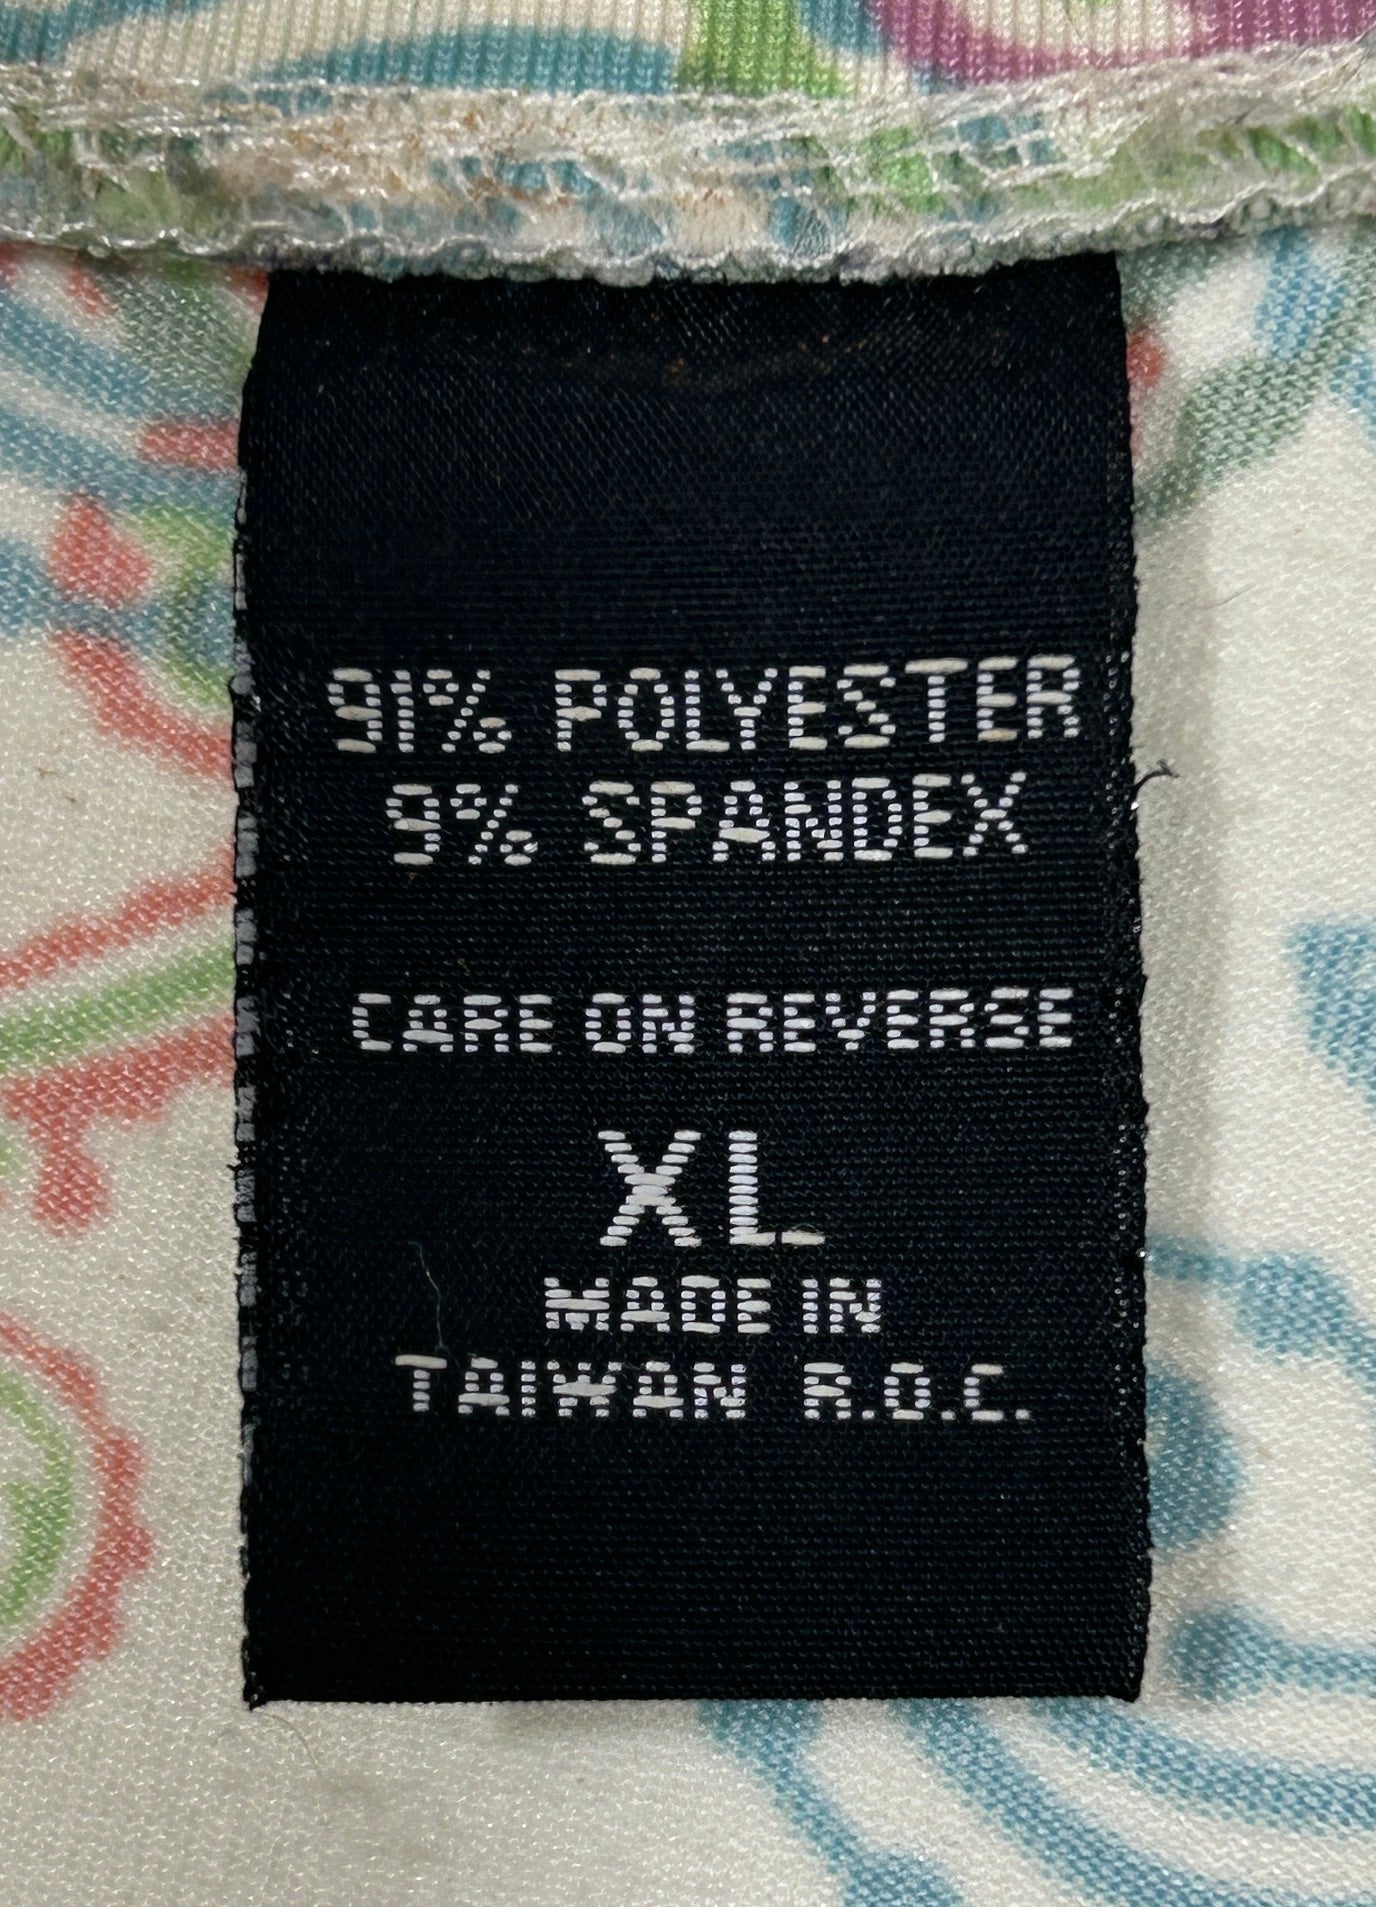 91% POLYESTER
9% SPANDEX
CARE ON REVERSE
XL
MADE IN
TAIWAN R.O.C.